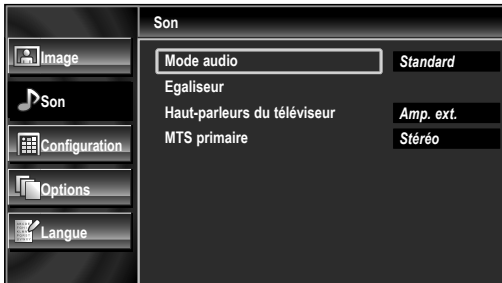 Son
Image
Son
Configuration
Options
Langue
Mode audio Standard
Egaliseur
Haut-parleurs du téléviseur Amp. ext.
MTS primaire Stéréo